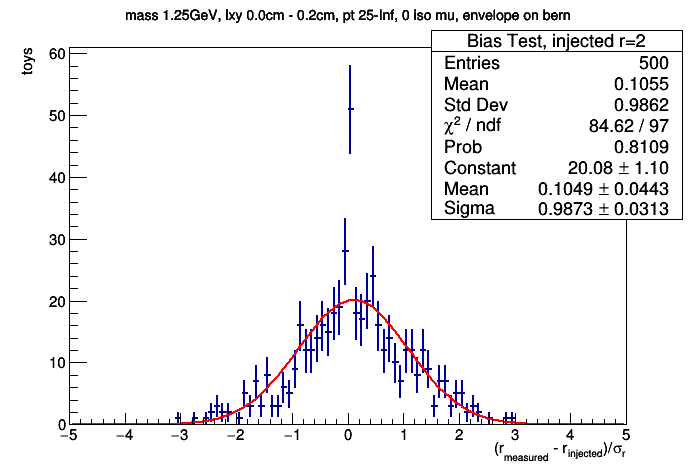 mass 1.25GeV, lxy 0.0cm - 0.2cm, pt 25-Inf, 0 iso mu, envelope on bern
Bias Test, injected r=2
Entries 500
Mean 0.1055
Std Dev 0.9862
χ² / ndf 84.62 / 97
Prob 0.8109
Constant 20.08 ± 1.10
Mean 0.1049 ± 0.0443
Sigma 0.9873 ± 0.0313
toys
60
50
40
30
20
10
0
−5 −4 −3 −2 −1 0 1 2 3 4 5
(r_measured - r_injected)/σ_r